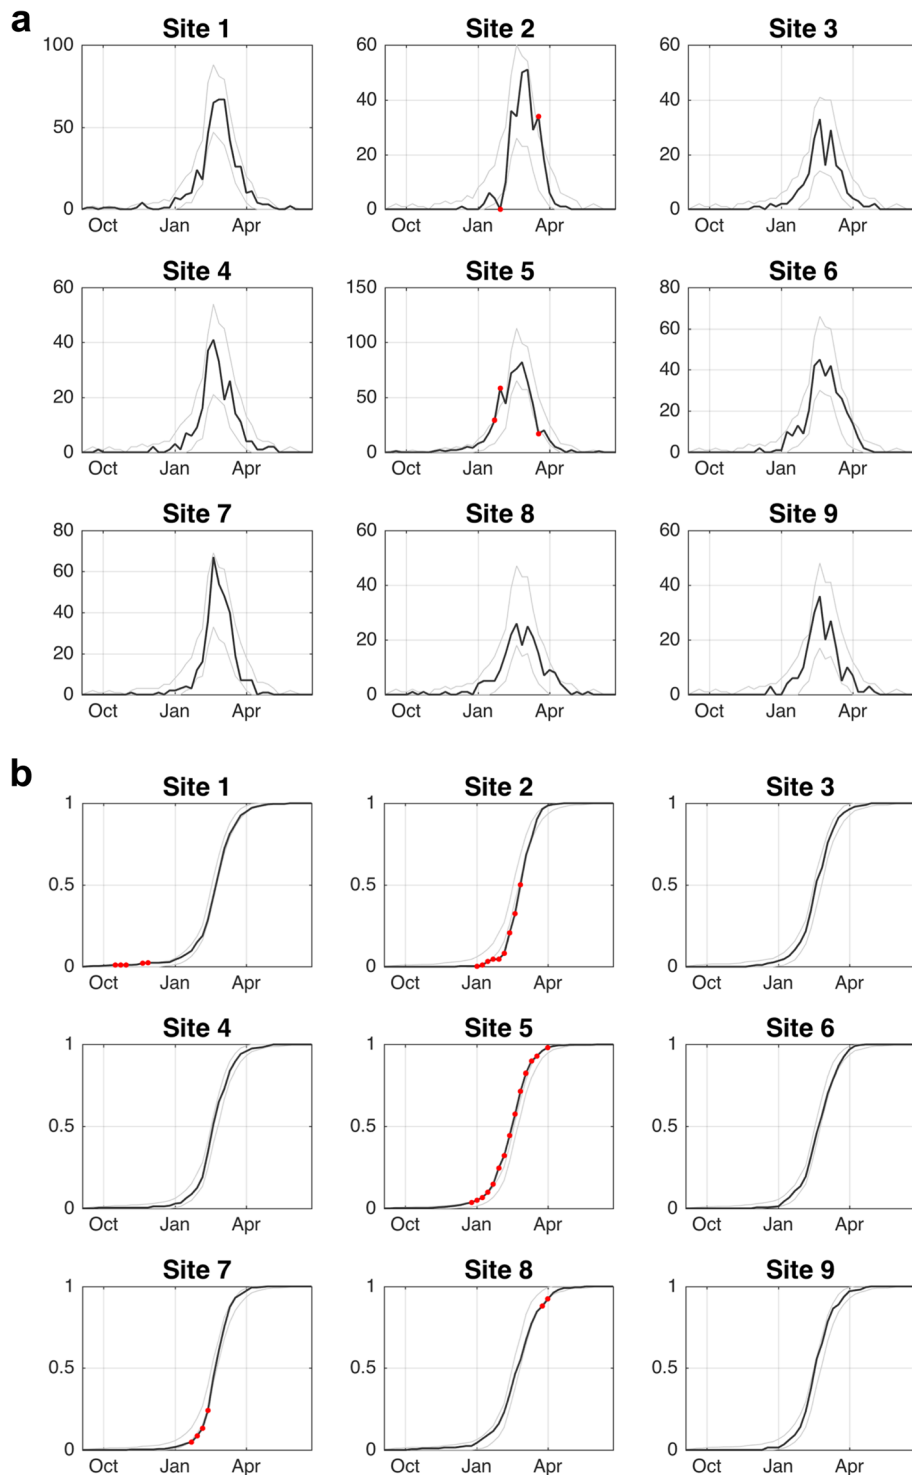 a
Site 1 Site 2 Site 3
100 60 60
40 40
50
20 20
0 0 0
Oct Jan Apr Oct Jan Apr Oct Jan Apr
Site 4 Site 5 Site 6
60 150 80
60
40 100
40
20 50
20
0 0 0
Oct Jan Apr Oct Jan Apr Oct Jan Apr
Site 7 Site 8 Site 9
80 60 60
60
40 40
40
20 20
20
0 0 0
Oct Jan Apr Oct Jan Apr Oct Jan Apr
b
Site 1 Site 2 Site 3
1 1 1
0.5 0.5 0.5
0 0 0
Oct Jan Apr Oct Jan Apr Oct Jan Apr
Site 4 Site 5 Site 6
1 1 1
0.5 0.5 0.5
0 0 0
Oct Jan Apr Oct Jan Apr Oct Jan Apr
Site 7 Site 8 Site 9
1 1 1
0.5 0.5 0.5
0 0 0
Oct Jan Apr Oct Jan Apr Oct Jan Apr